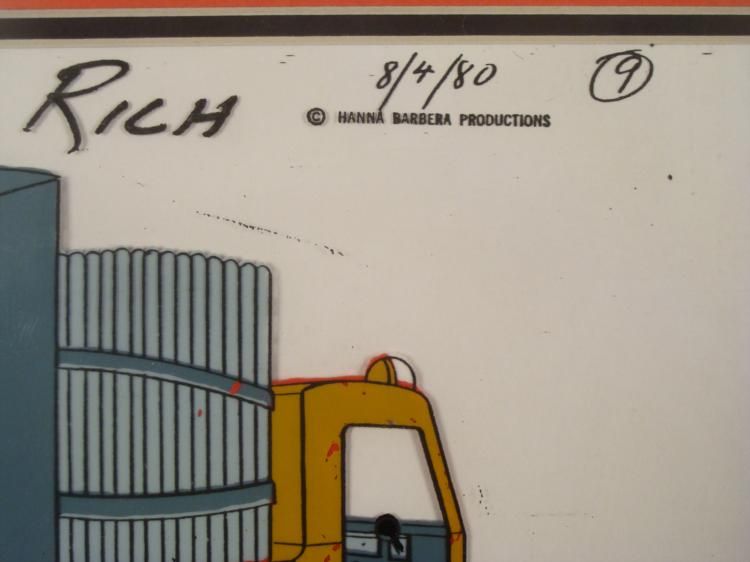 RICH
8/4/80
9
© HANNA BARBERA PRODUCTIONS